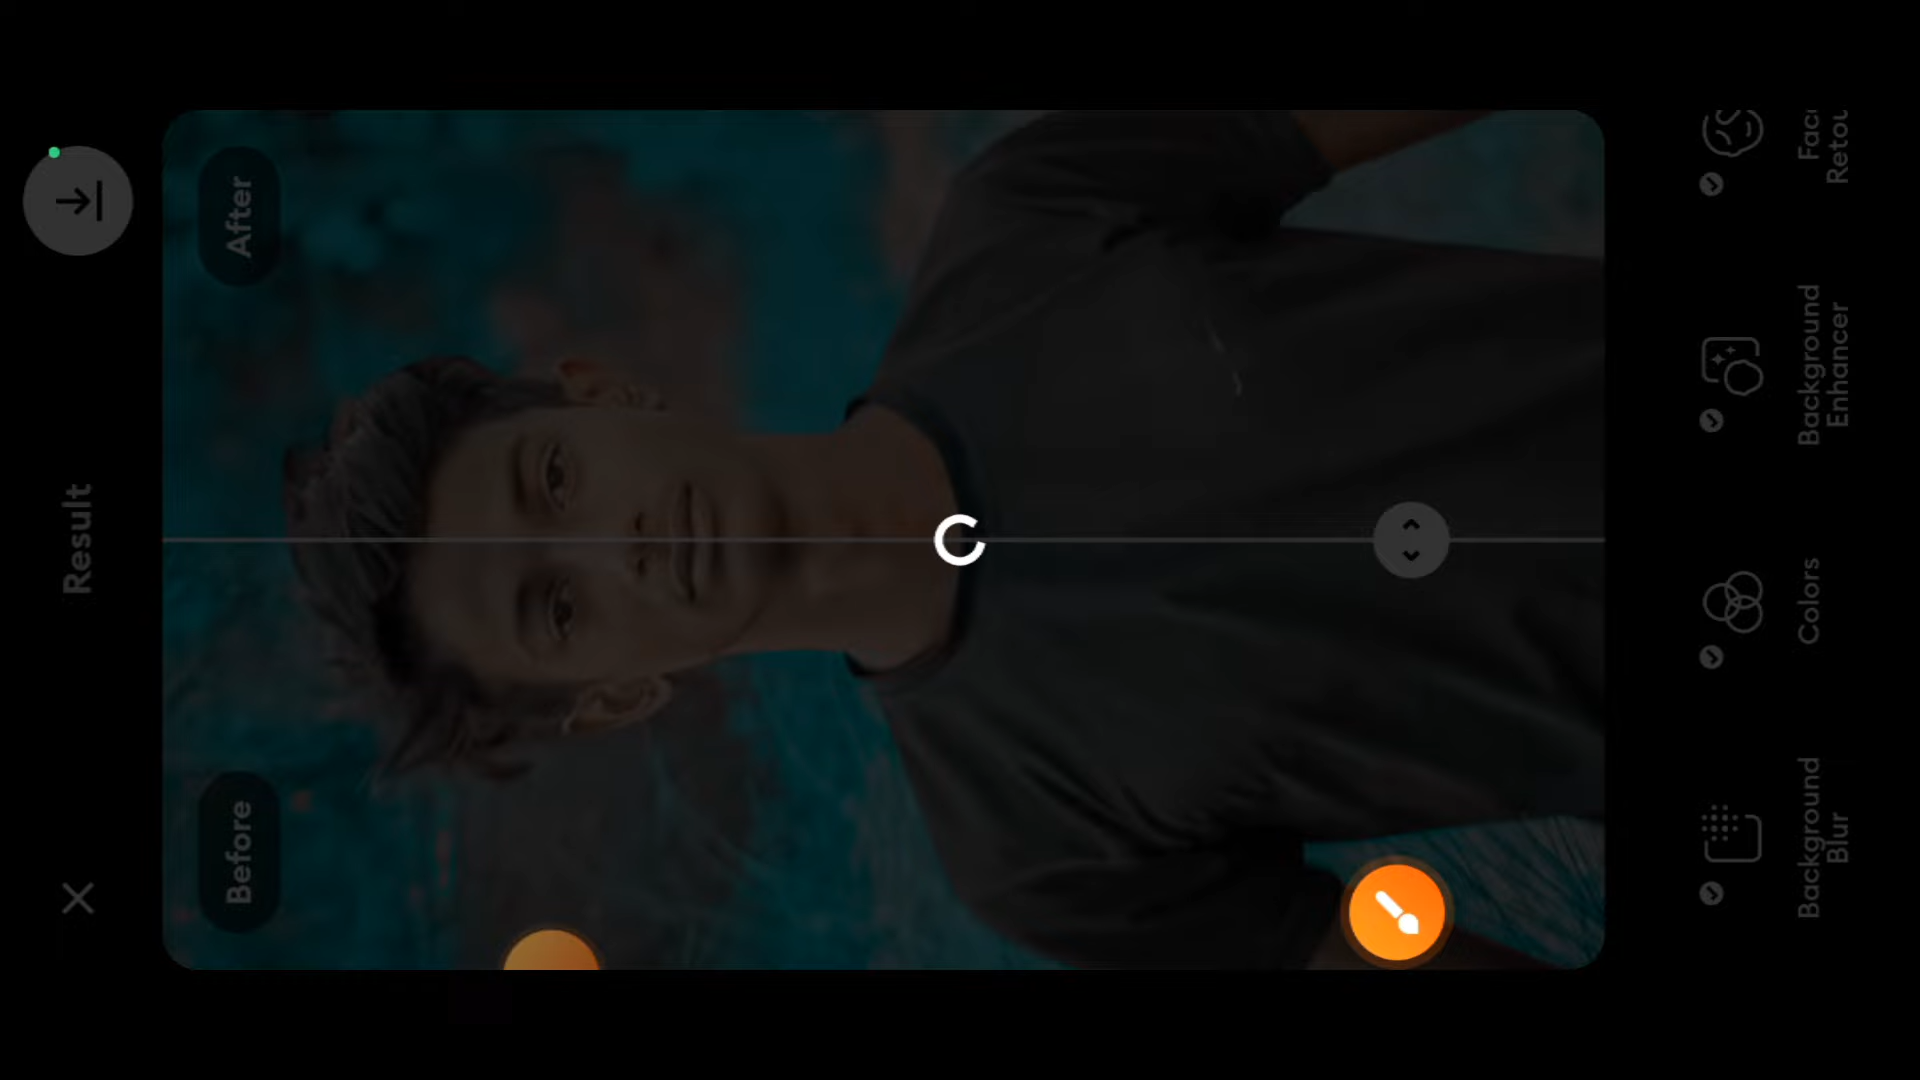 Result
After
Before
Background
Blur
Colors
Background
Enhancer